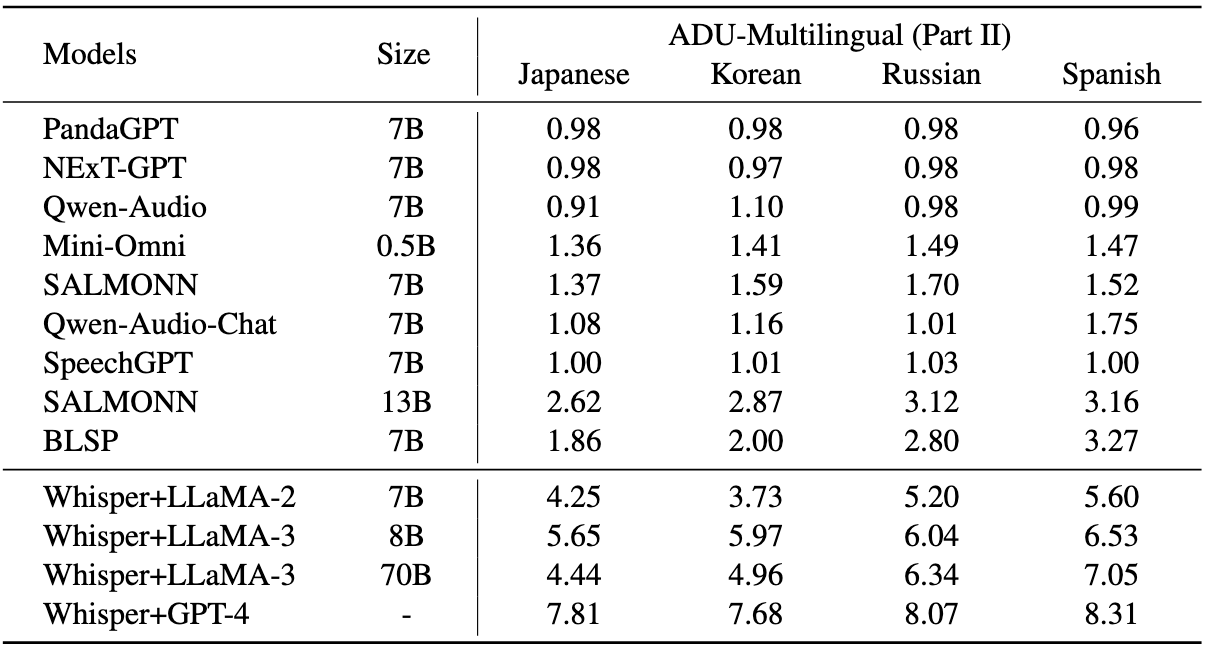 Models Size ADU-Multilingual (Part II)
Japanese Korean Russian Spanish
PandaGPT 7B 0.98 0.98 0.98 0.96
NExT-GPT 7B 0.98 0.97 0.98 0.98
Qwen-Audio 7B 0.91 1.10 0.98 0.99
Mini-Omni 0.5B 1.36 1.41 1.49 1.47
SALMONN 7B 1.37 1.59 1.70 1.52
Qwen-Audio-Chat 7B 1.08 1.16 1.01 1.75
SpeechGPT 7B 1.00 1.01 1.03 1.00
SALMONN 13B 2.62 2.87 3.12 3.16
BLSP 7B 1.86 2.00 2.80 3.27
Whisper+LLaMA-2 7B 4.25 3.73 5.20 5.60
Whisper+LLaMA-3 8B 5.65 5.97 6.04 6.53
Whisper+LLaMA-3 70B 4.44 4.96 6.34 7.05
Whisper+GPT-4 - 7.81 7.68 8.07 8.31